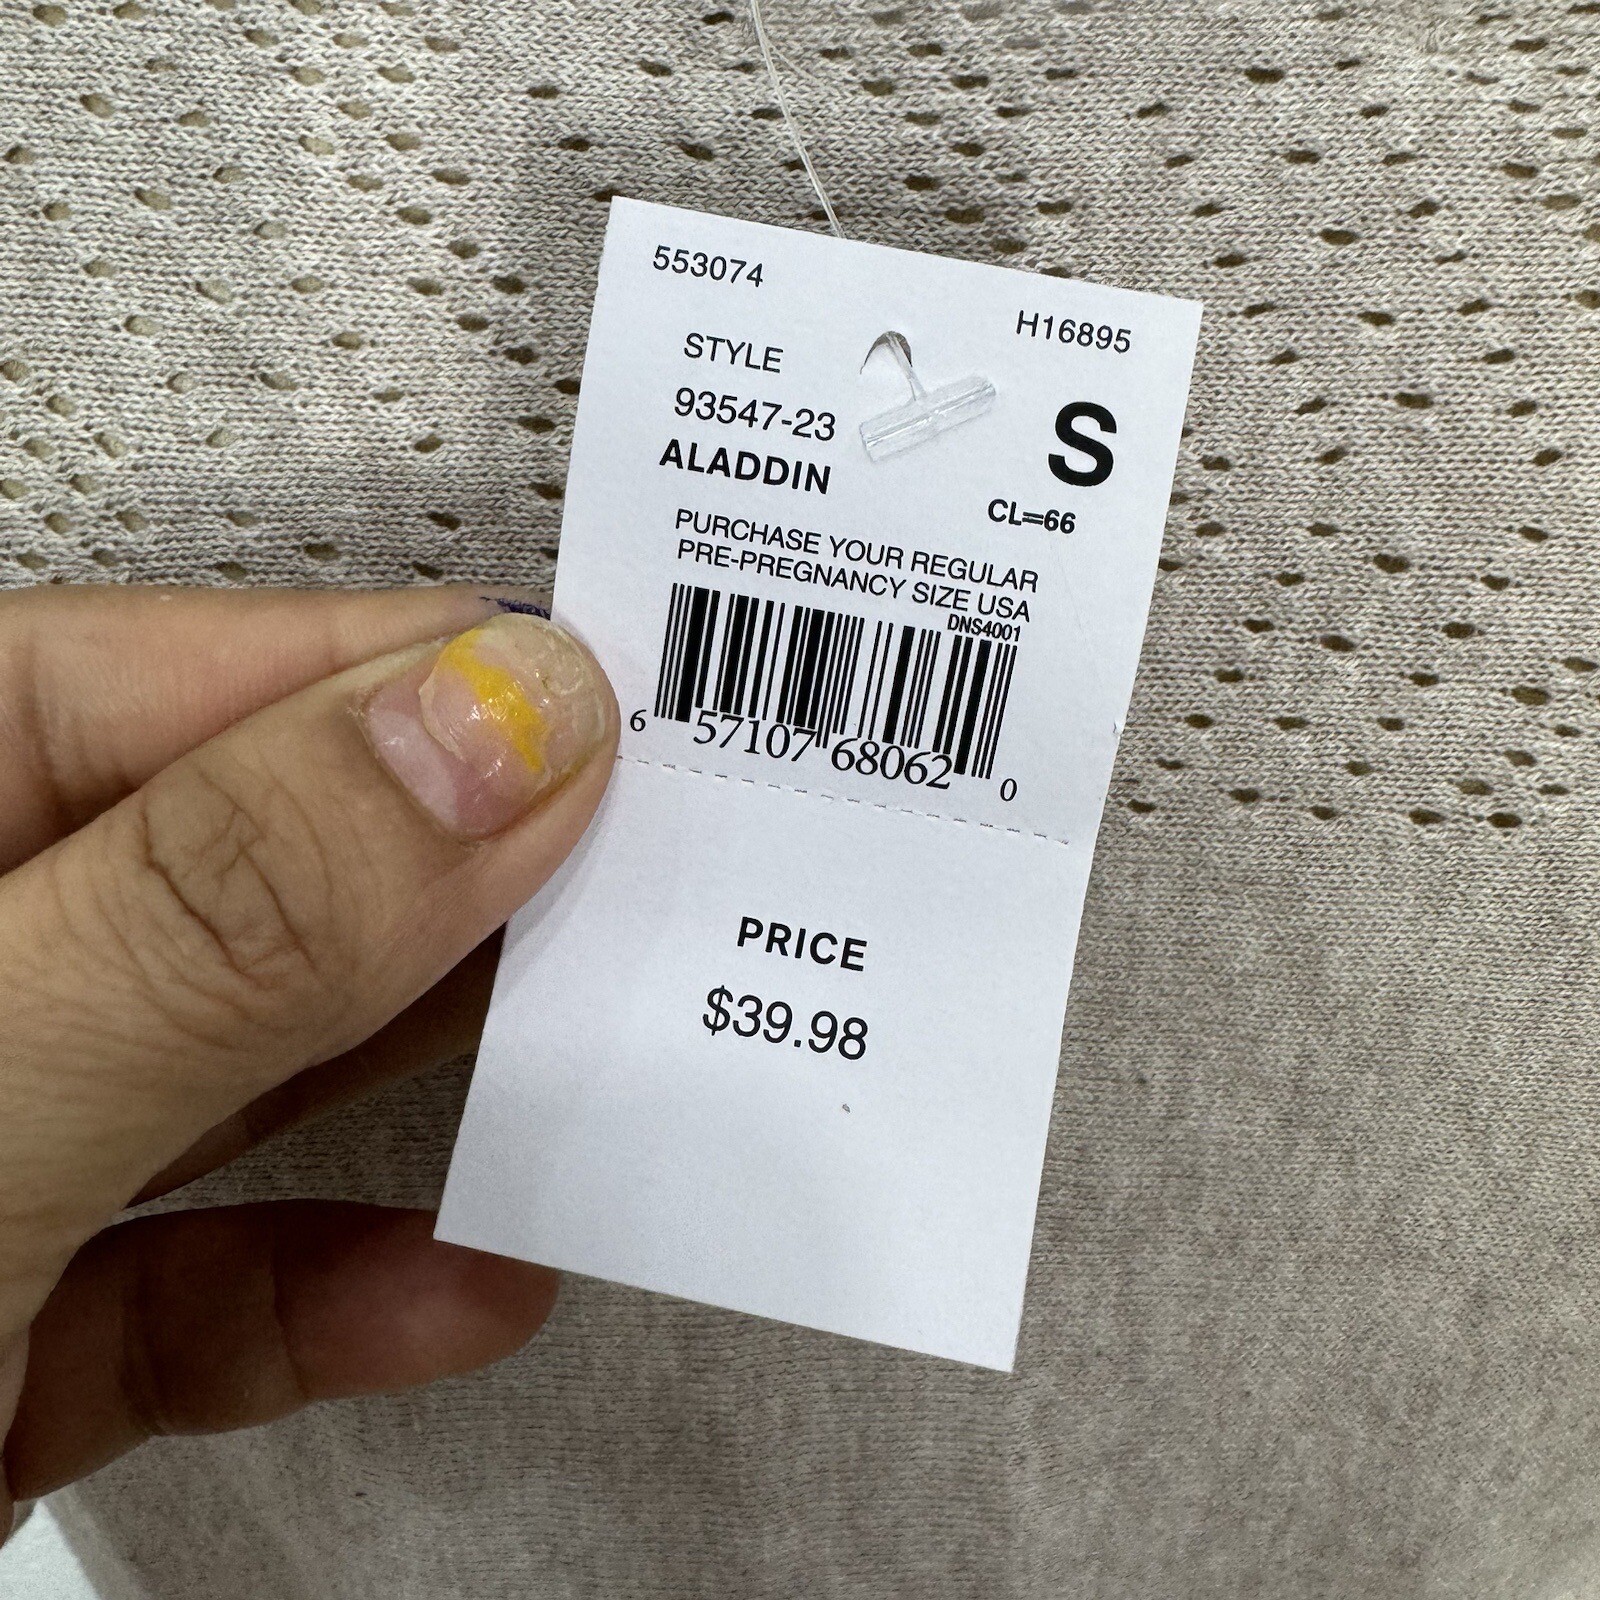 553074
H16895
STYLE
93547-23
S
ALADDIN
CL=66
PURCHASE YOUR REGULAR
PRE-PREGNANCY SIZE USA
DNS4001
6 57107 68062 0
PRICE
$39.98